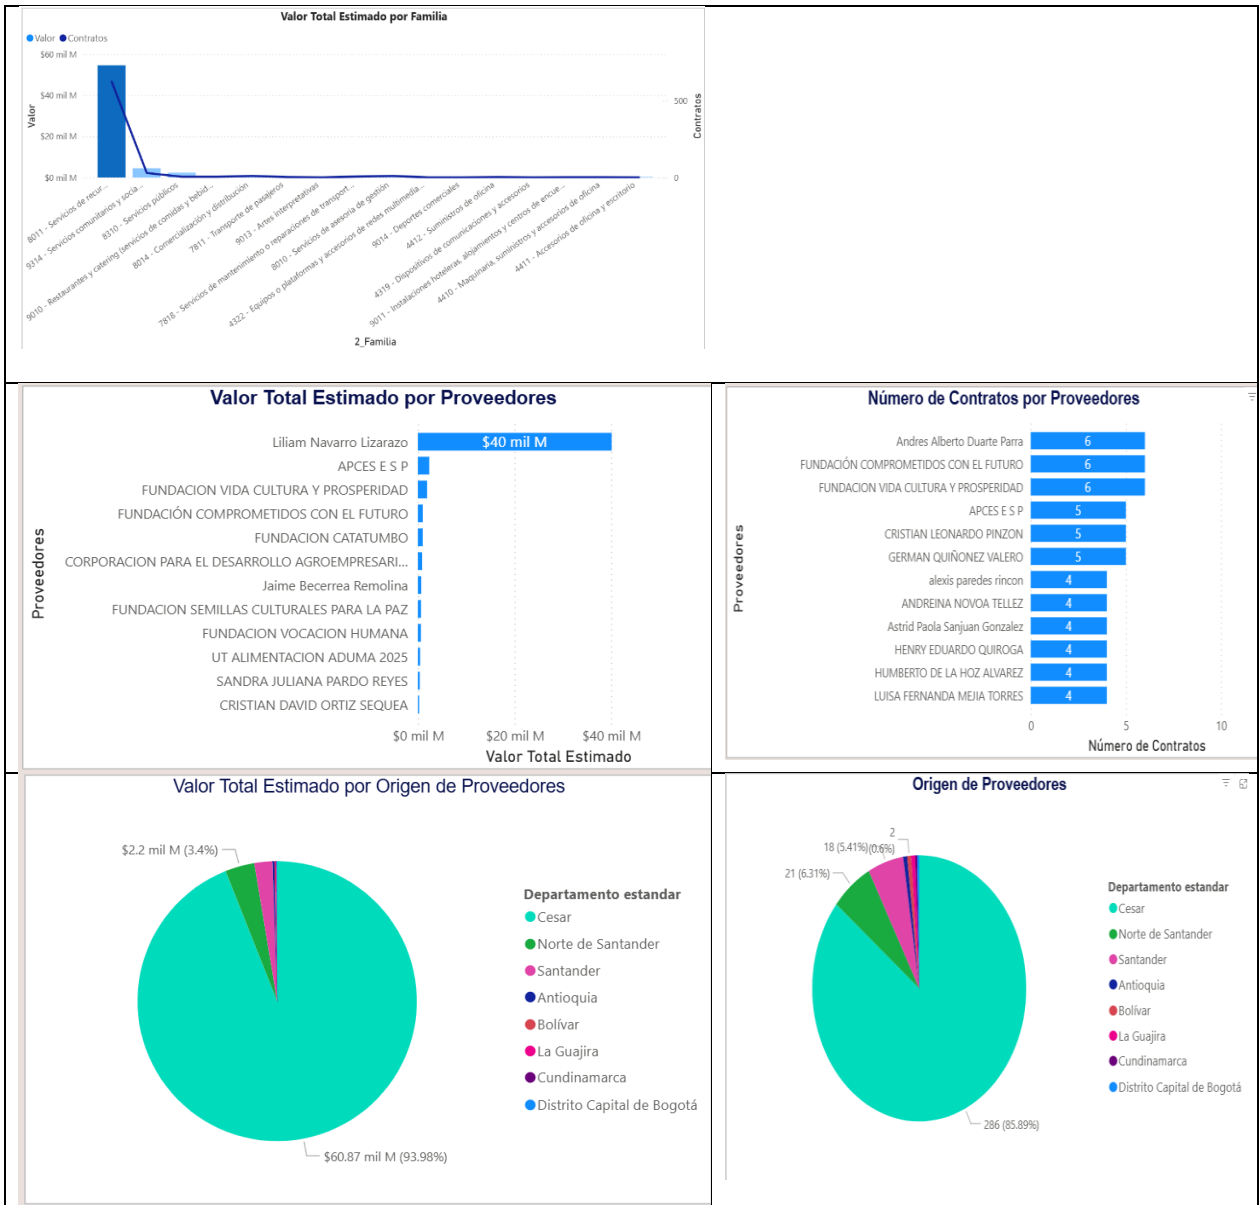 Valor Total Estimado por Familia
Valor Contratos
$60 mil M
$40 mil M
$20 mil M
$0 mil M
Valor
500
0
Contratos
8011 - Servicios de recur...
9314 - Servicios comunitarios y socia...
8310 - Servicios públicos
9010 - Restaurantes y catering (servicios de comidas y bebid...
8014 - Comercialización y distribución
7811 - Transporte de pasajeros
9013 - Artes interpretativas
7818 - Servicios de mantenimiento o reparaciones de transport...
8010 - Servicios de asesoría de gestión
4322 - Equipos o plataformas y accesorios de redes multimedia...
9014 - Deportes comerciales
4412 - Suministros de oficina
4319 - Dispositivos de comunicaciones y accesorios
9011 - Instalaciones hoteleras, alojamientos y centros de encue...
4410 - Maquinaria, suministros y accesorios de oficina
4411 - Accesorios de oficina y escritorio
2_Familia
Valor Total Estimado por Proveedores
Proveedores
Liliam Navarro Lizarazo $40 mil M
APCES E S P
FUNDACION VIDA CULTURA Y PROSPERIDAD
FUNDACIÓN COMPROMETIDOS CON EL FUTURO
FUNDACION CATATUMBO
CORPORACION PARA EL DESARROLLO AGROEMPRESARI...
Jaime Becerrea Remolina
FUNDACION SEMILLAS CULTURALES PARA LA PAZ
FUNDACION VOCACION HUMANA
UT ALIMENTACION ADUMA 2025
SANDRA JULIANA PARDO REYES
CRISTIAN DAVID ORTIZ SEQUEA
$0 mil M $20 mil M $40 mil M
Valor Total Estimado
Número de Contratos por Proveedores
Proveedores
Andres Alberto Duarte Parra 6
FUNDACIÓN COMPROMETIDOS CON EL FUTURO 6
FUNDACION VIDA CULTURA Y PROSPERIDAD 6
APCES E S P 5
CRISTIAN LEONARDO PINZON 5
GERMAN QUIÑONEZ VALERO 5
alexis paredes rincon 4
ANDREINA NOVOA TELLEZ 4
Astrid Paola Sanjuan Gonzalez 4
HENRY EDUARDO QUIROGA 4
HUMBERTO DE LA HOZ ALVAREZ 4
LUISA FERNANDA MEJIA TORRES 4
0 5 10
Número de Contratos
Valor Total Estimado por Origen de Proveedores
$2.2 mil M (3.4%)
$60.87 mil M (93.98%)
Departamento estandar
Cesar
Norte de Santander
Santander
Antioquia
Bolívar
La Guajira
Cundinamarca
Distrito Capital de Bogotá
Origen de Proveedores
2
(0.6%)
18 (5.41%)
21 (6.31%)
286 (85.89%)
Departamento estandar
Cesar
Norte de Santander
Santander
Antioquia
Bolívar
La Guajira
Cundinamarca
Distrito Capital de Bogotá